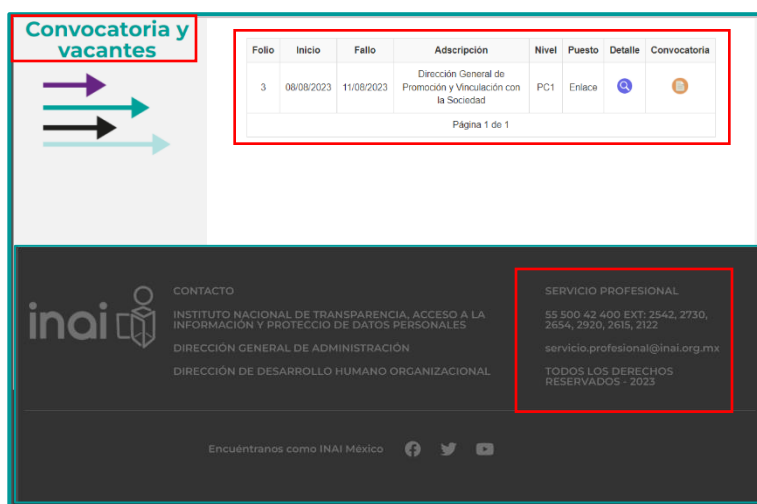 Convocatoria y
vacantes
Folio Inicio Fallo Adscripción Nivel Puesto Detalle Convocatoria
3 08/08/2023 11/08/2023 Dirección General de
Promoción y Vinculación con
la Sociedad PC1 Enlace
Página 1 de 1
inai
CONTACTO
INSTITUTO NACIONAL DE TRANSPARENCIA, ACCESO A LA
INFORMACIÓN Y PROTECCIO DE DATOS PERSONALES
DIRECCIÓN GENERAL DE ADMINISTRACIÓN
DIRECCIÓN DE DESARROLLO HUMANO ORGANIZACIONAL
SERVICIO PROFESIONAL
55 500 42 400 EXT: 2542, 2730,
2654, 2920, 2615, 2122
servicio.profesional@inai.org.mx
TODOS LOS DERECHOS
RESERVADOS - 2023
Encuéntranos como INAI México